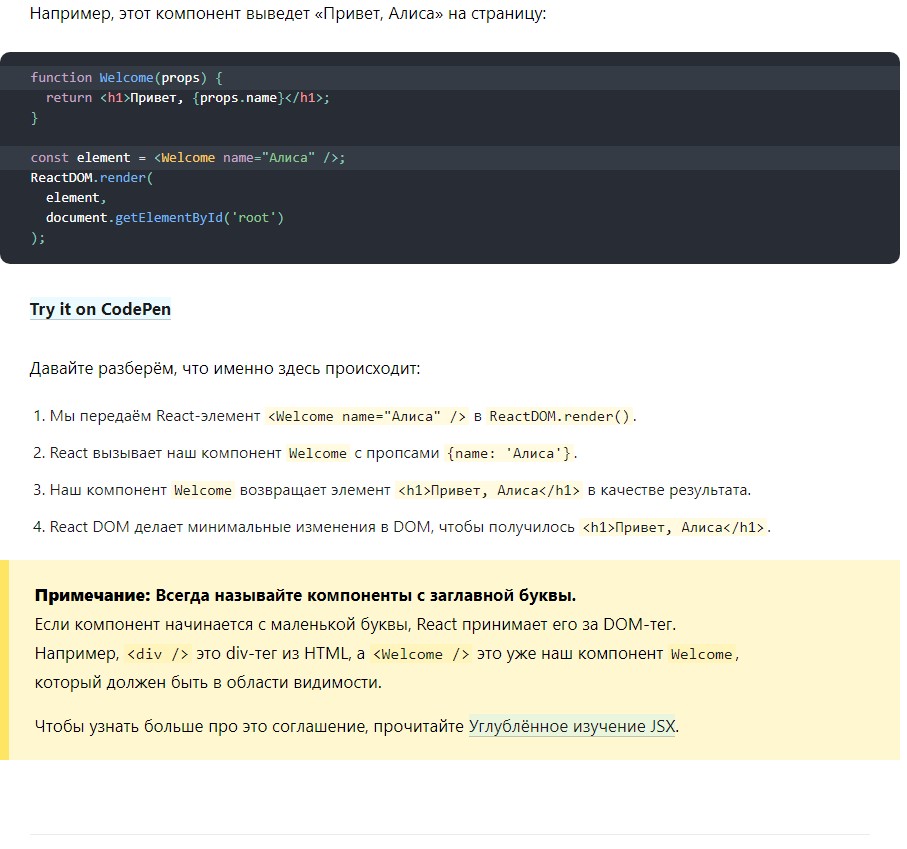 Например, этот компонент выведет «Привет, Алиса» на страницу:
function Welcome(props) {
  return <h1>Привет, {props.name}</h1>;
}
const element = <Welcome name="Алиса" />;
ReactDOM.render(
  element,
  document.getElementById('root')
);
Try it on CodePen
Давайте разберём, что именно здесь происходит:
1. Мы передаём React-элемент <Welcome name="Алиса" /> в ReactDOM.render().
2. React вызывает наш компонент Welcome с пропсами {name: 'Алиса'}.
3. Наш компонент Welcome возвращает элемент <h1>Привет, Алиса</h1> в качестве результата.
4. React DOM делает минимальные изменения в DOM, чтобы получилось <h1>Привет, Алиса</h1>.
Примечание: Всегда называйте компоненты с заглавной буквы.
Если компонент начинается с маленькой буквы, React принимает его за DOM-тег.
Например, <div /> это div-тег из HTML, а <Welcome /> это уже наш компонент Welcome,
который должен быть в области видимости.
Чтобы узнать больше про это соглашение, прочитайте Углублённое изучение JSX.